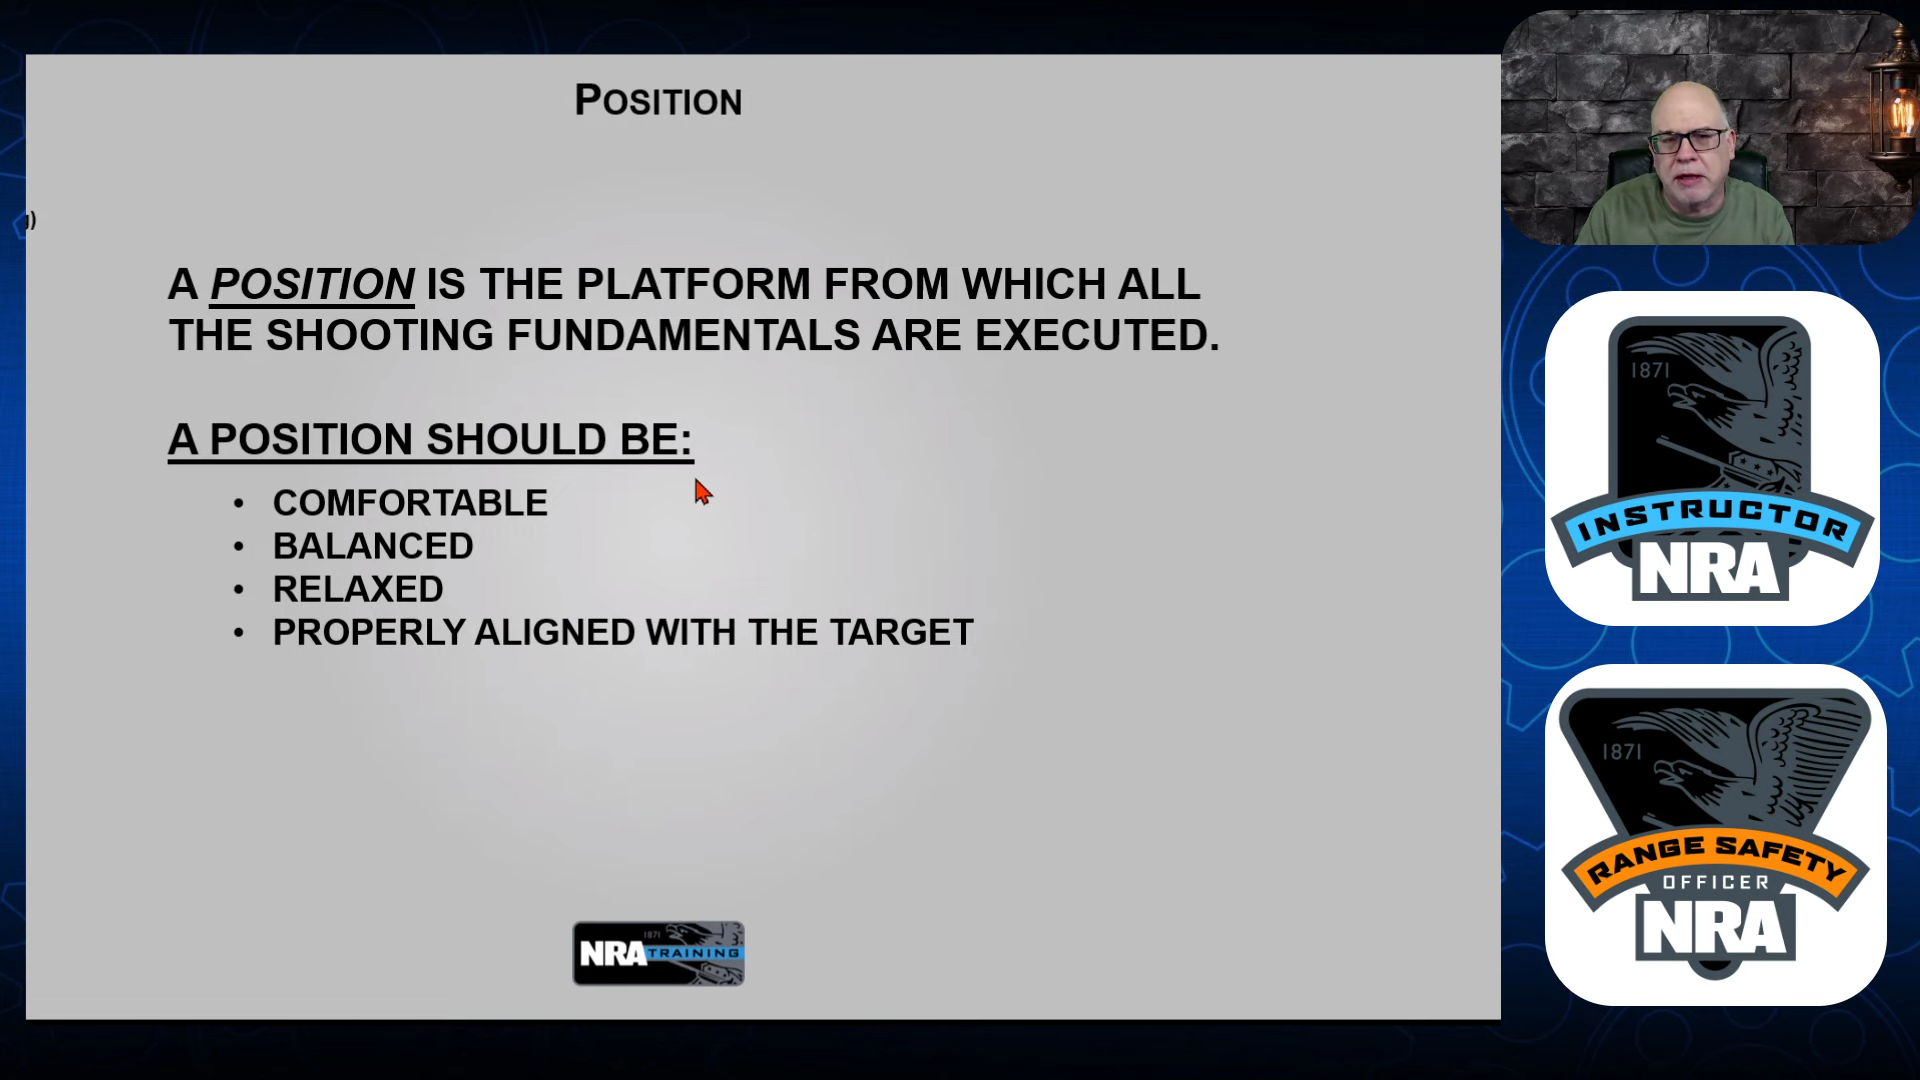 POSITION
)
A POSITION IS THE PLATFORM FROM WHICH ALL
THE SHOOTING FUNDAMENTALS ARE EXECUTED.
A POSITION SHOULD BE:
• COMFORTABLE
• BALANCED
• RELAXED
• PROPERLY ALIGNED WITH THE TARGET
1871
NRA TRAINING
1871
INSTRUCTOR
NRA
1871
RANGE SAFETY
OFFICER
NRA